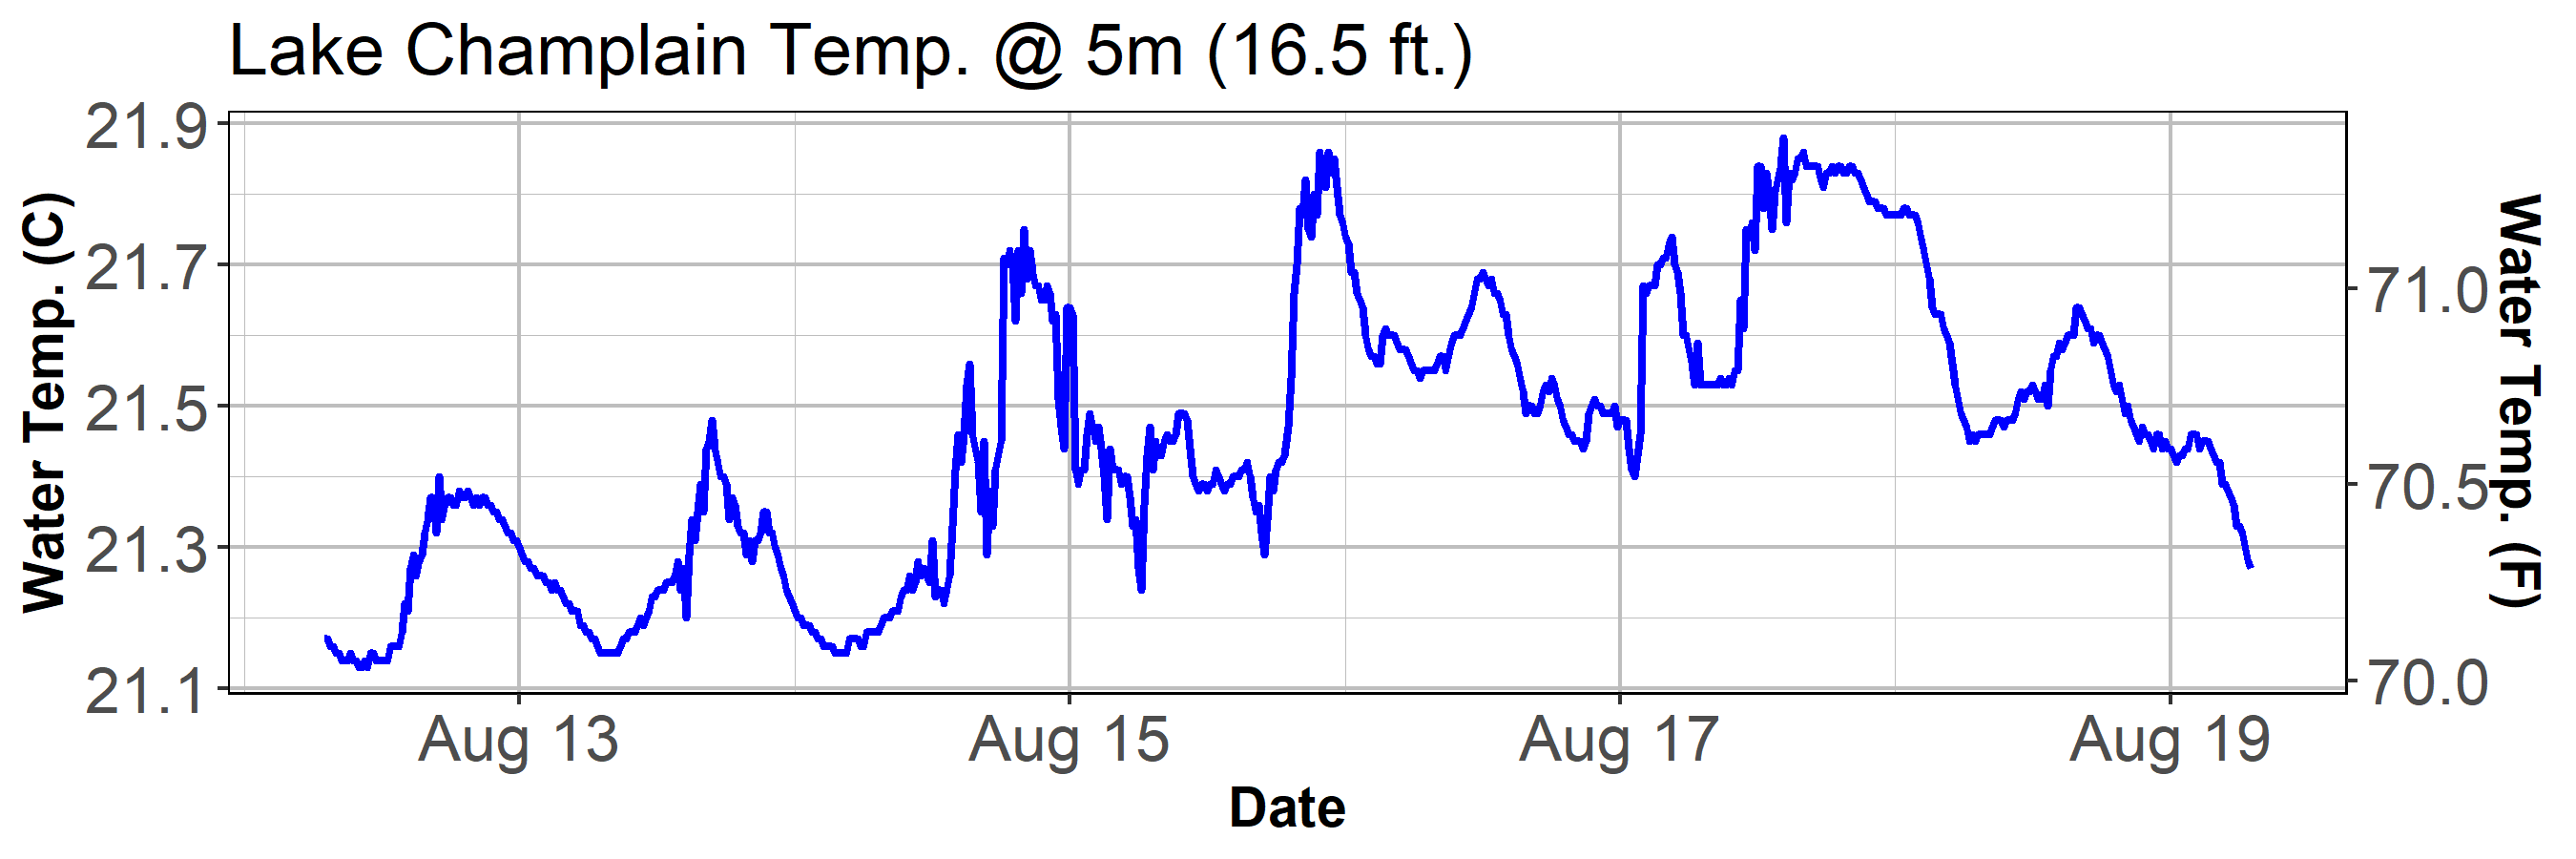 Lake Champlain Temp. @ 5m (16.5 ft.)
Water Temp. (C)
21.9
21.7
21.5
21.3
21.1
71.0
70.5
70.0
Water Temp. (F)
Aug 13 Aug 15 Aug 17 Aug 19
Date